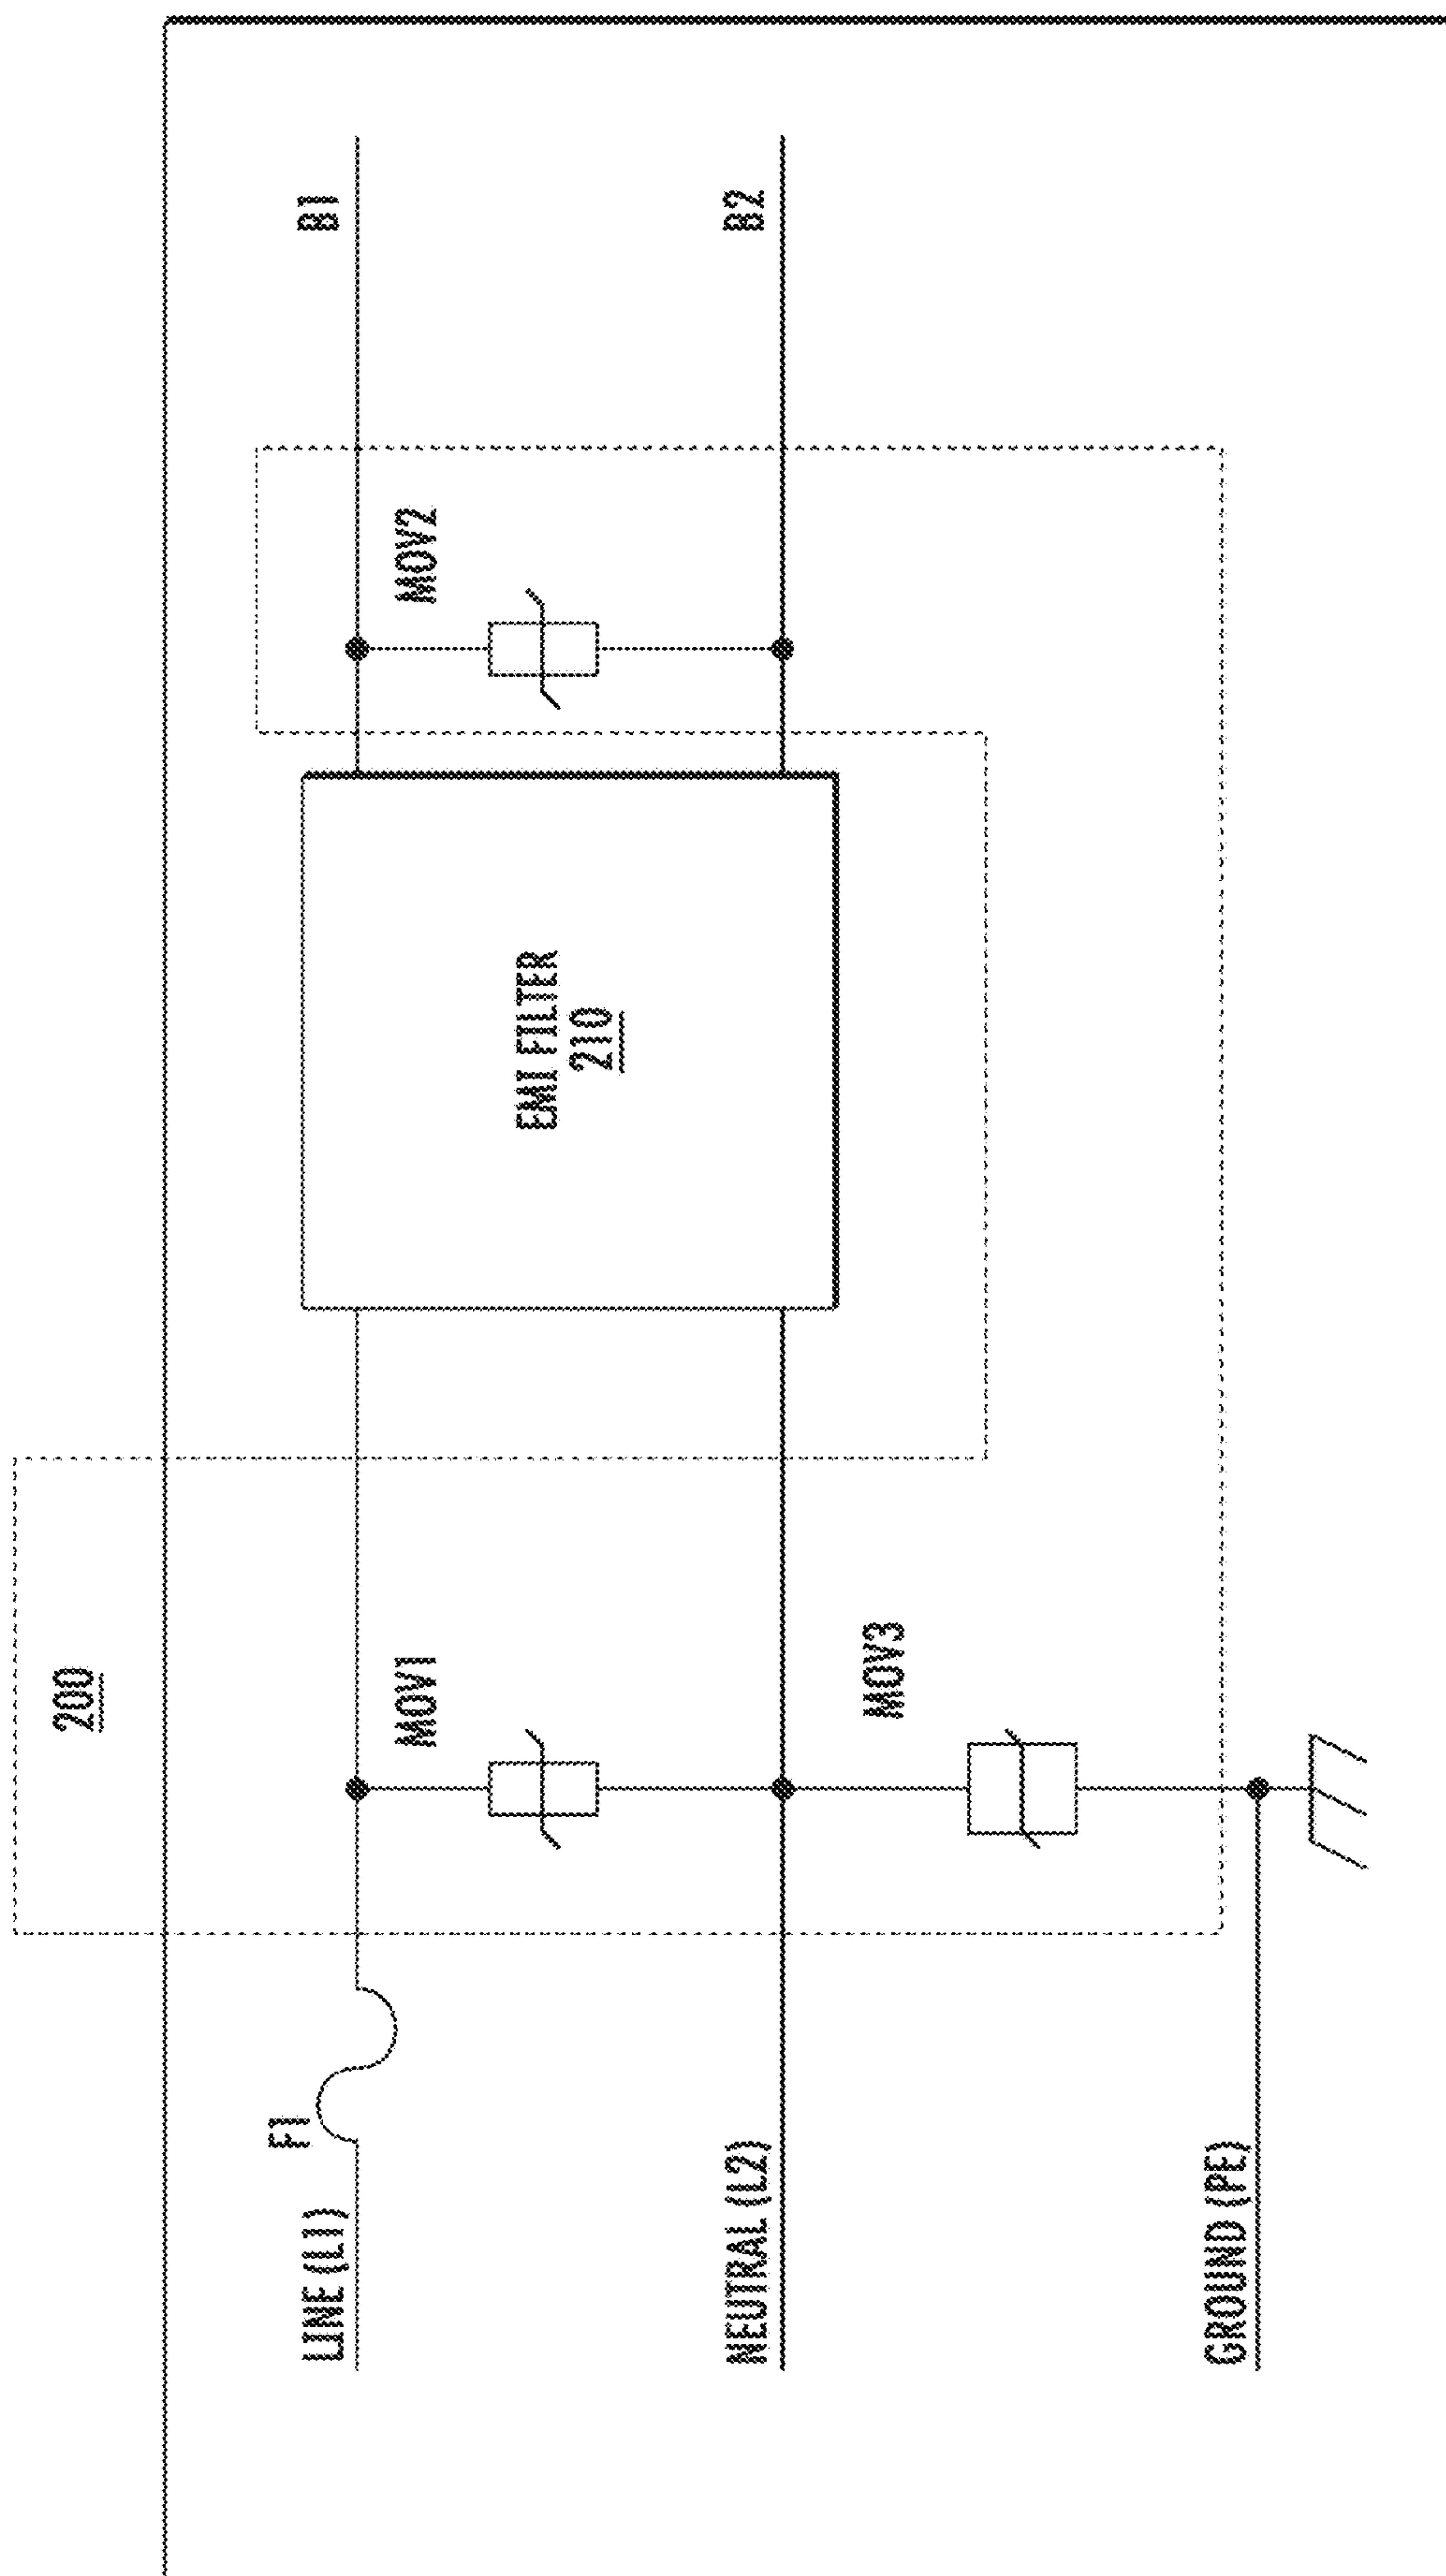 200
F1
LINE (L1)
B1
MOV1
MOV2
EMI FILTER
210
NEUTRAL (L2)
B2
MOV3
GROUND (PE)